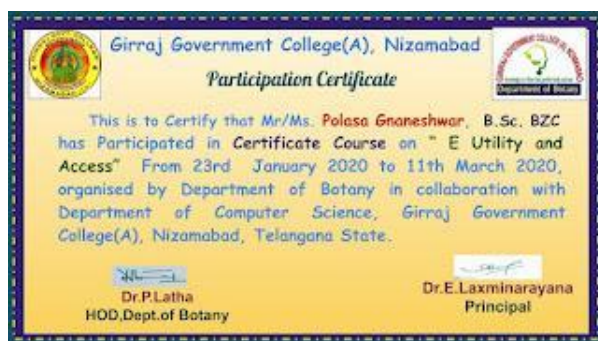 Girraj Government College(A), Nizamabad
Participation Certificate
This is to Certify that Mr/Ms. Polasa Gnaneshwar, B.Sc, BZC
has Participated in Certificate Course on " E Utility and
Access" From 23rd January 2020 to 11th March 2020,
organised by Department of Botany in collaboration with
Department of Computer Science, Girraj Government
College(A), Nizamabad, Telangana State.
Dr.P.Latha
HOD,Dept.of Botany
Dr.E.Laxminarayana
Principal
Department of Botany